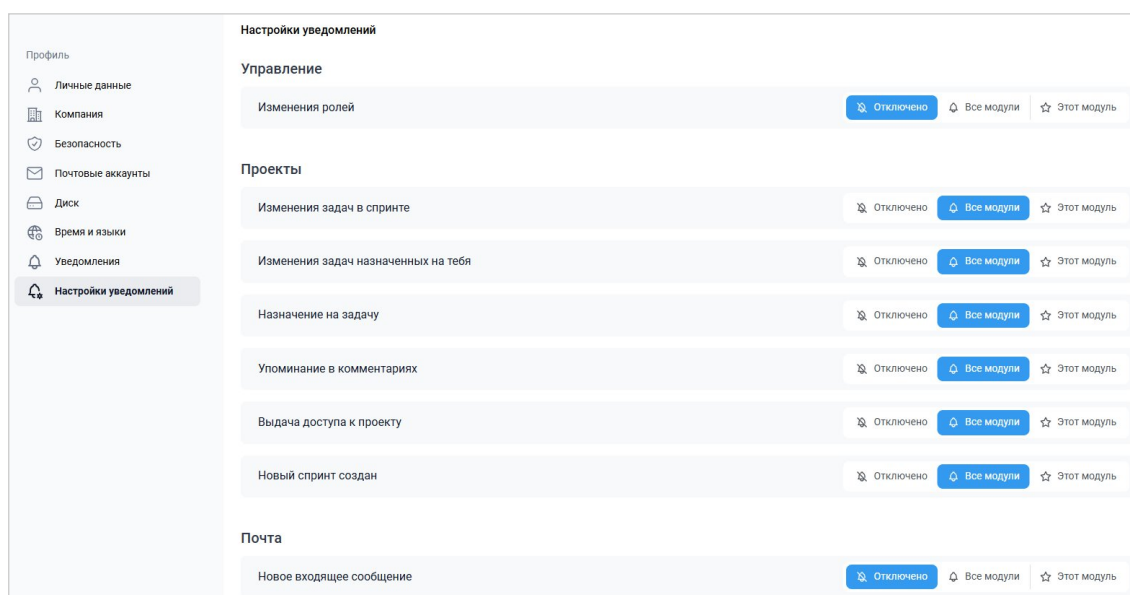 Настройки уведомлений
Профиль
Личные данные
Компания
Безопасность
Почтовые аккаунты
Диск
Время и языки
Уведомления
Настройки уведомлений
Управление
Изменения ролей Отключено Все модули Этот модуль
Проекты
Изменения задач в спринте Отключено Все модули Этот модуль
Изменения задач назначенных на тебя Отключено Все модули Этот модуль
Назначение на задачу Отключено Все модули Этот модуль
Упоминание в комментариях Отключено Все модули Этот модуль
Выдача доступа к проекту Отключено Все модули Этот модуль
Новый спринт создан Отключено Все модули Этот модуль
Почта
Новое входящее сообщение Отключено Все модули Этот модуль